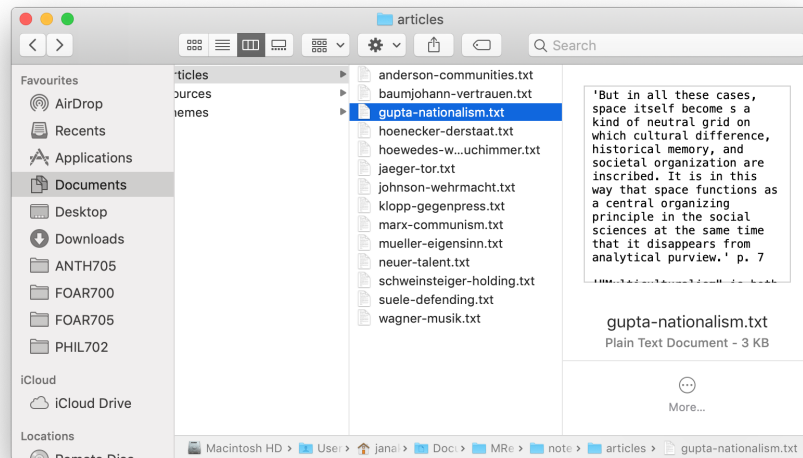 articles
Search
Favourites
AirDrop
Recents
Applications
Documents
Desktop
Downloads
ANTH705
FOAR700
FOAR705
PHIL702
iCloud
iCloud Drive
Locations
Remote Disc
rticles
ources
hemes
anderson-communities.txt
baumjohann-vertrauen.txt
gupta-nationalism.txt
hoenecker-derstaat.txt
hoewedes-w...uchimmer.txt
jaeger-tor.txt
johnson-wehrmacht.txt
klopp-gegenpress.txt
marx-communism.txt
mueller-eigensinn.txt
neuer-talent.txt
schweinsteiger-holding.txt
suele-defending.txt
wagner-musik.txt
'But in all these cases,
space itself become s a
kind of neutral grid on
which cultural difference,
historical memory, and
societal organization are
inscribed. It is in this
way that space functions as
a central organizing
principle in the social
sciences at the same time
that it disappears from
analytical purview.' p. 7
'"Multiculturalism" is both
gupta-nationalism.txt
Plain Text Document - 3 KB
More...
Macintosh HD › User › janai › Docu › MRe › note › articles › gupta-nationalism.txt